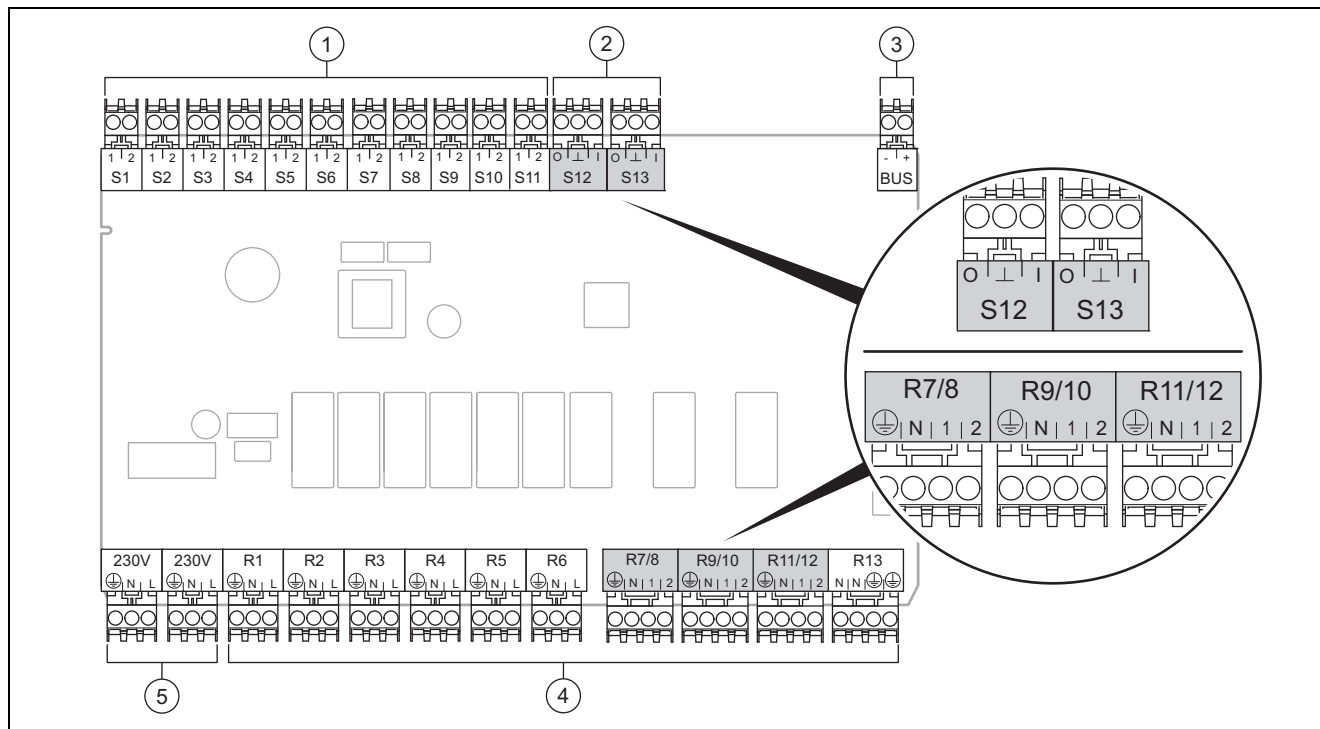 1 2 3
1 2 1 2 1 2 1 2 1 2 1 2 1 2 1 2 1 2 1 2 1 2 O ⊥ I O ⊥ I - +
S1 S2 S3 S4 S5 S6 S7 S8 S9 S10 S11 S12 S13 BUS
O ⊥ I O ⊥ I
S12 S13
R7/8 R9/10 R11/12
N 1 2 N 1 2 N 1 2
230V 230V R1 R2 R3 R4 R5 R6 R7/8 R9/10 R11/12 R13
N L N L N L N L N L N L N L N L N 1 2 N 1 2 N 1 2 N N
5 4